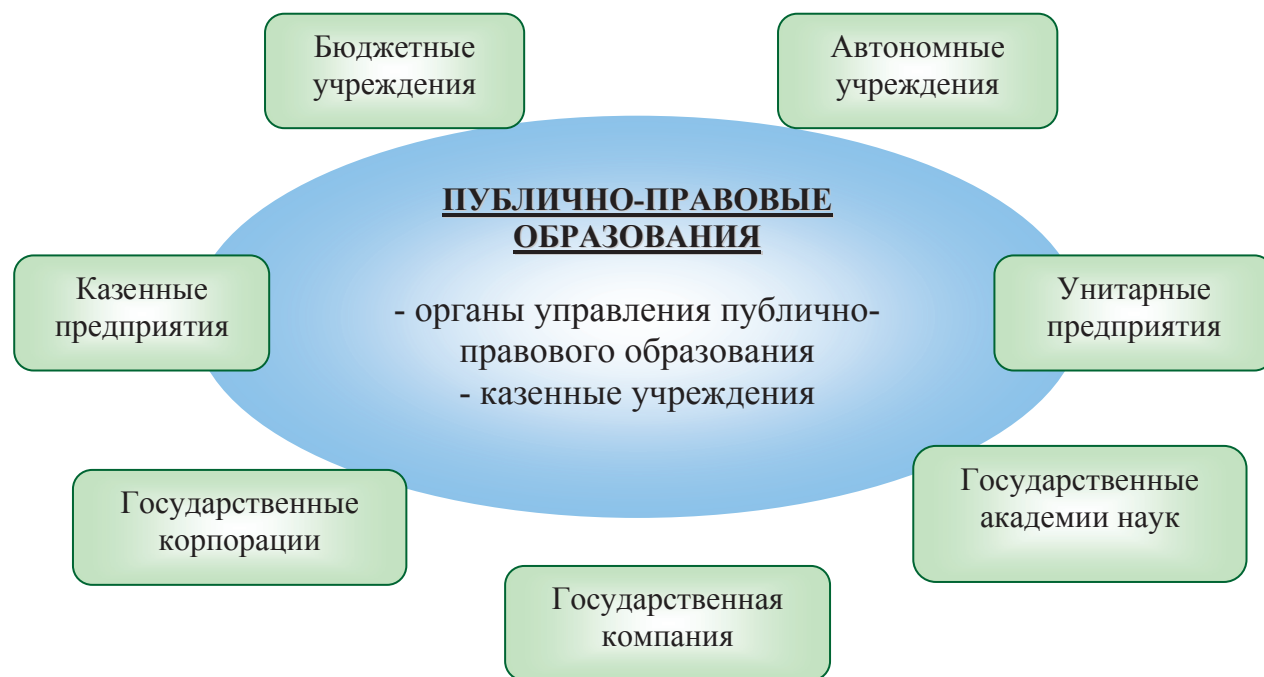 Бюджетные
учреждения
Автономные
учреждения
ПУБЛИЧНО-ПРАВОВЫЕ
ОБРАЗОВАНИЯ
- органы управления публично-
правового образования
- казенные учреждения
Казенные
предприятия
Унитарные
предприятия
Государственные
корпорации
Государственные
академии наук
Государственная
компания